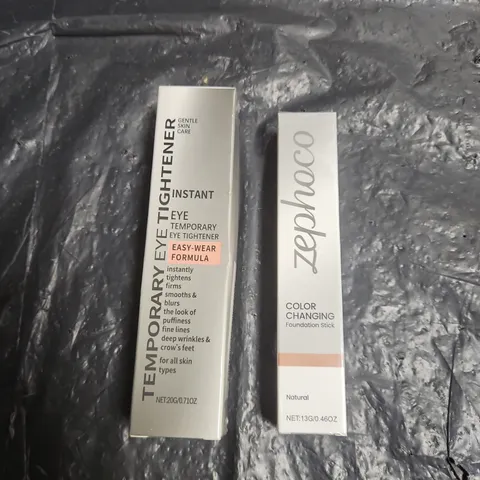 TEMPORARY EYE TIGHTENER
GENTLE
SKIN
CARE
INSTANT
EYE
TEMPORARY
EYE TIGHTENER
EASY-WEAR
FORMULA
instantly
tightens
firms
smooths &
blurs
the look of
puffiness
fine lines
deep wrinkles &
crow's feet
for all skin
types
NET:20G/0.71OZ
zephoco
COLOR
CHANGING
Foundation Stick
Natural
NET:13G/0.46OZ